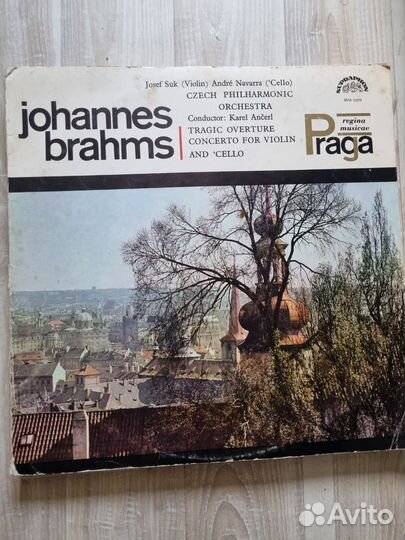 Josef Suk (Violin) André Navarra ('Cello)
CZECH PHILHARMONIC
ORCHESTRA
Conductor: Karel Ančerl
TRAGIC OVERTURE
CONCERTO FOR VIOLIN
AND 'CELLO
johannes
brahms
SUPRAPHON
regina
musicae
Praga
Avito